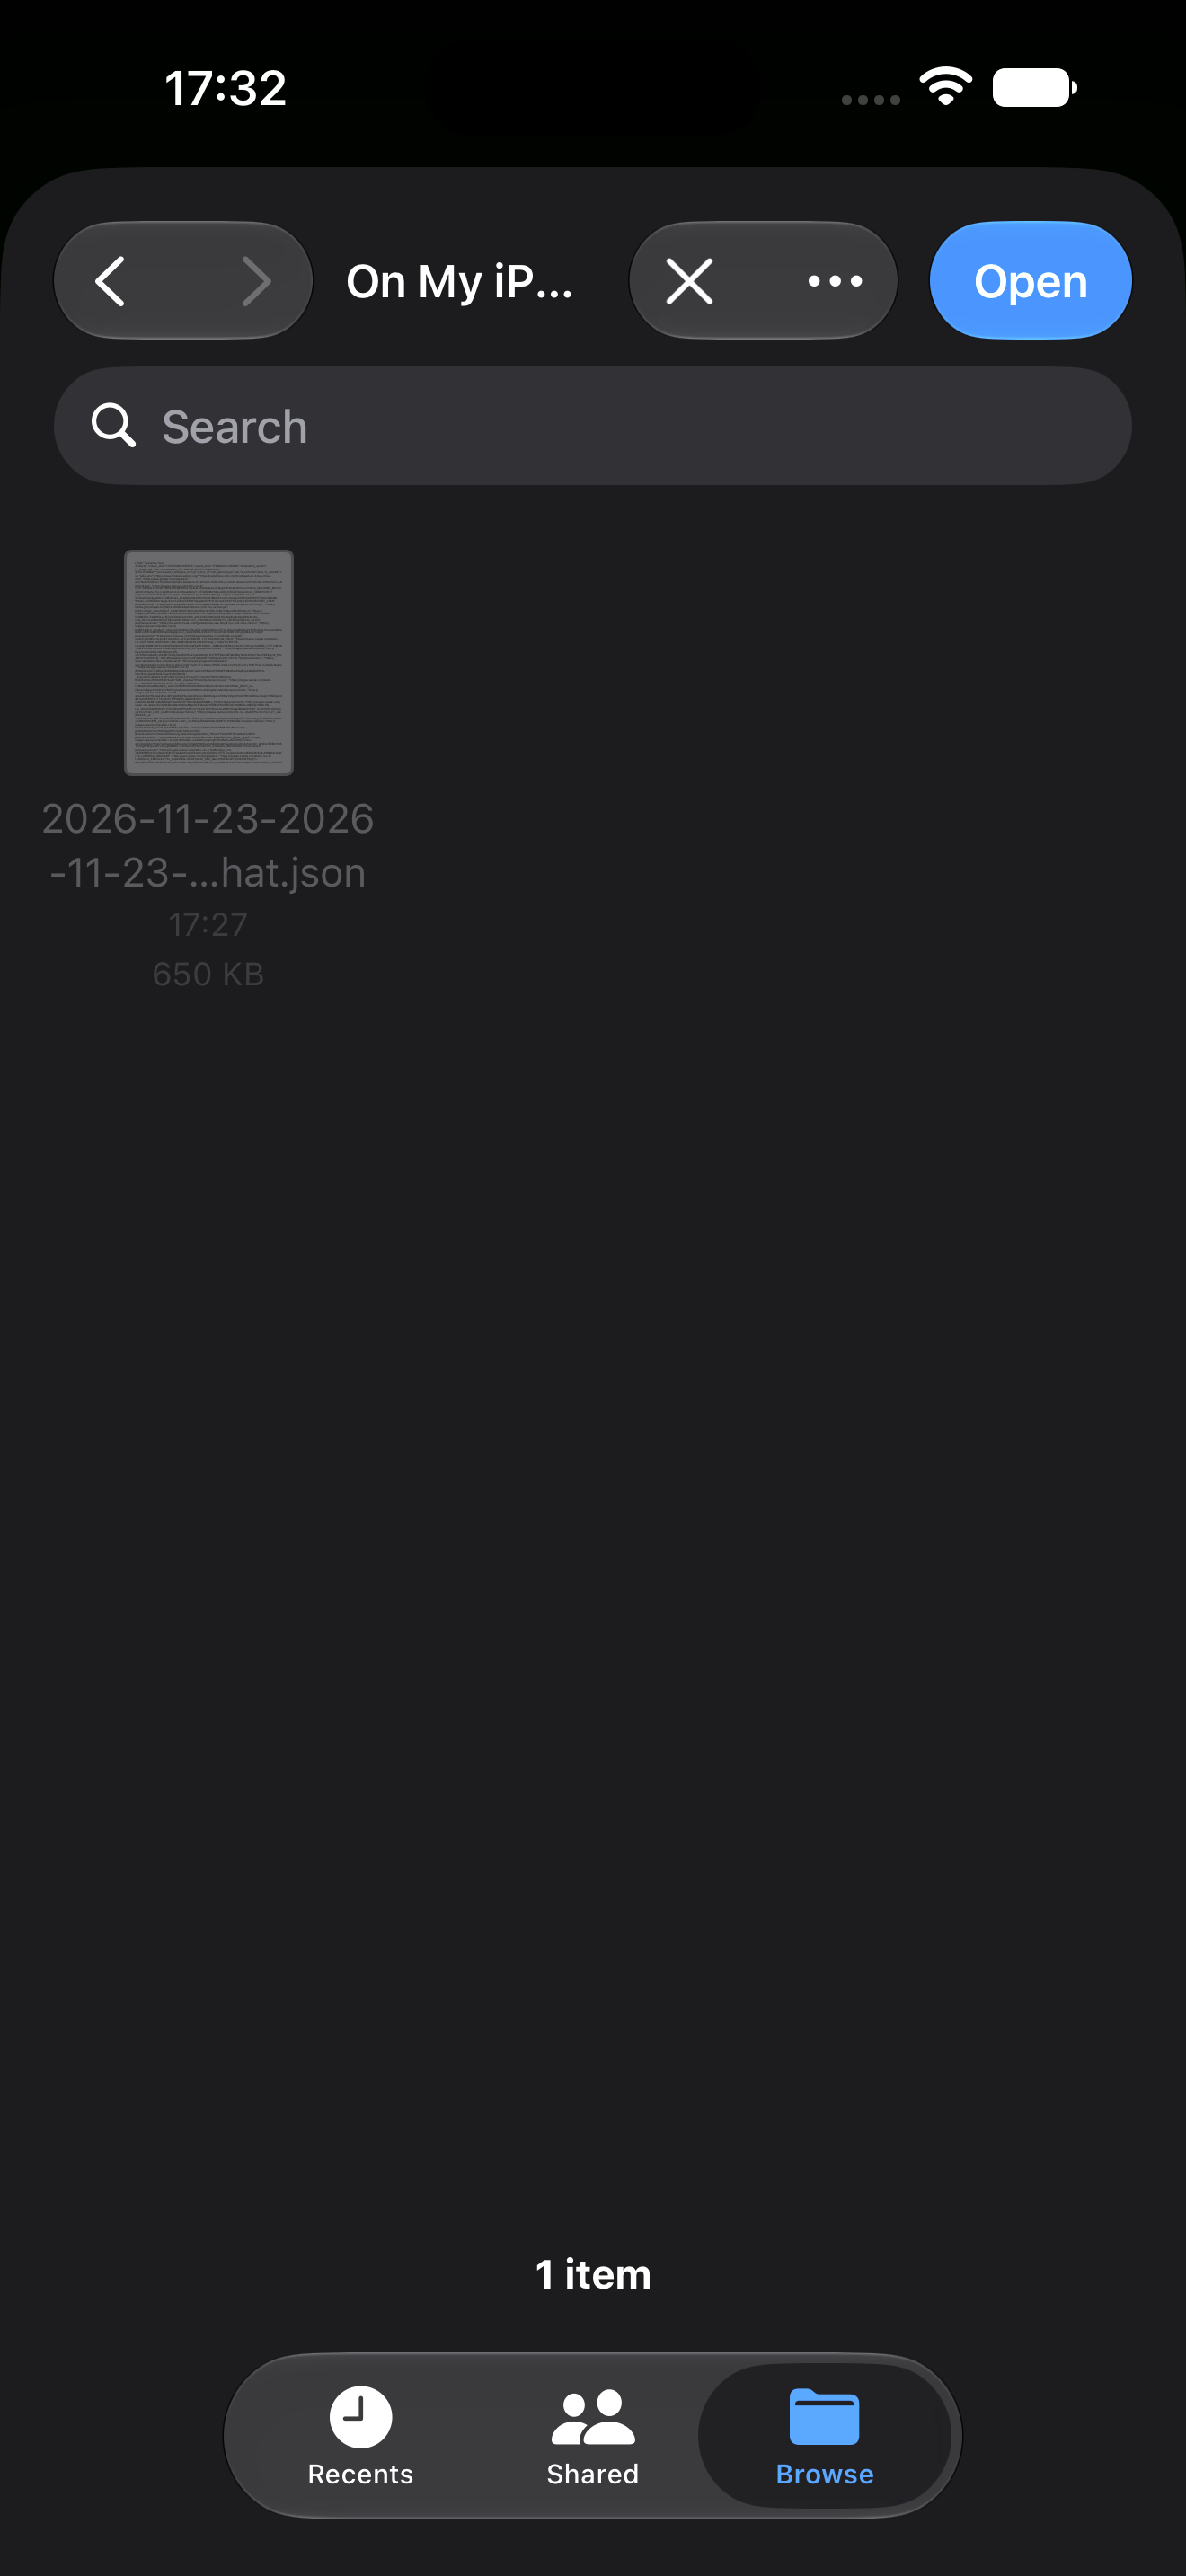 17:32
On My iP...
Open
Search
2026-11-23-2026
-11-23-...hat.json
17:27
650 KB
1 item
Recents
Shared
Browse